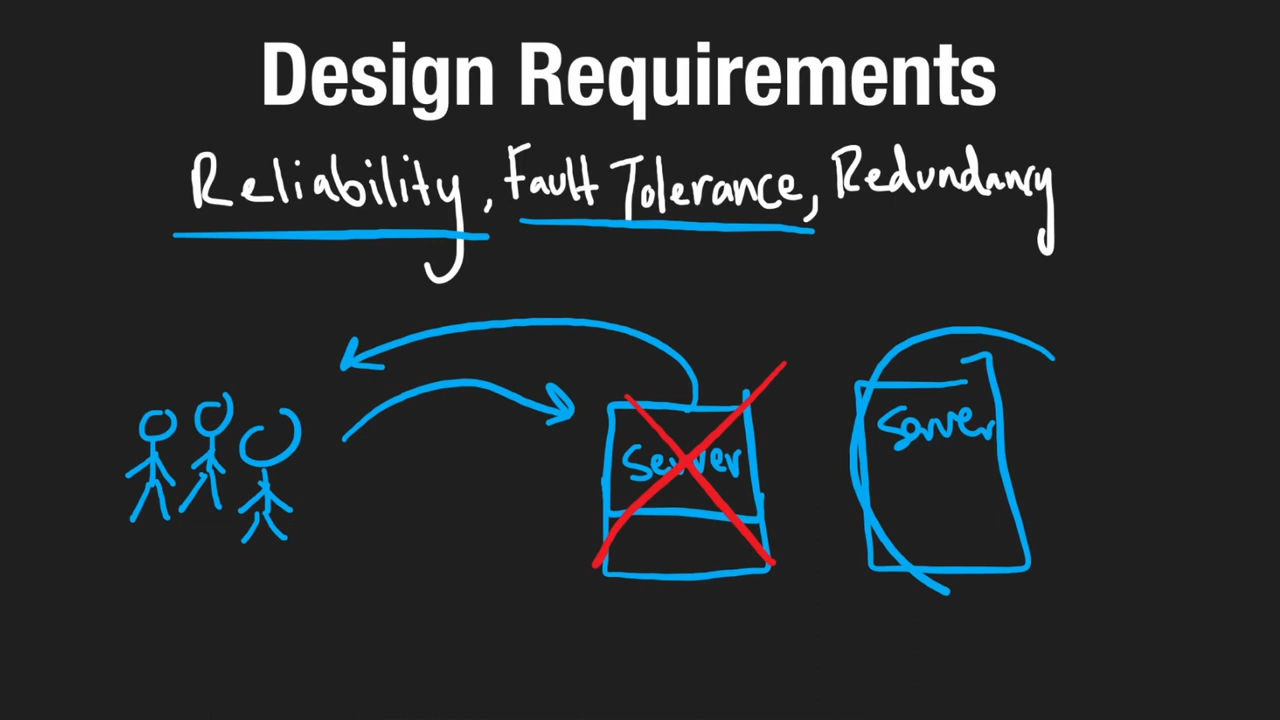 Design Requirements
Reliability, Fault Tolerance, Redundancy
Server
Server